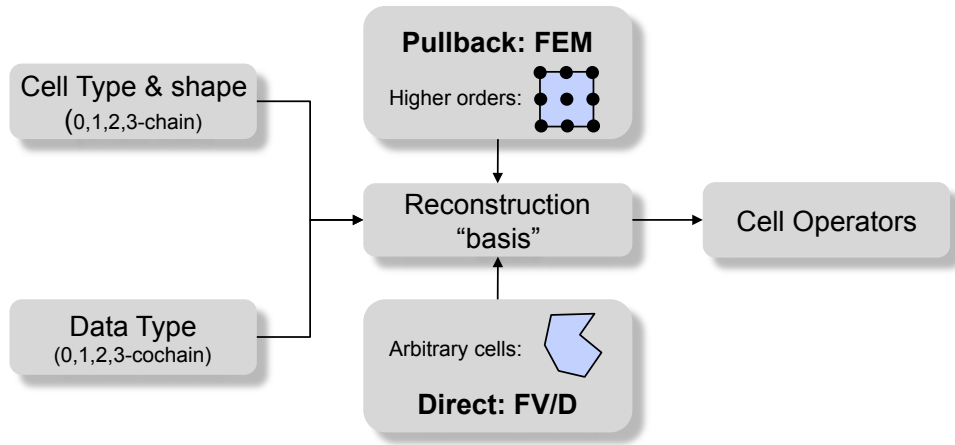 Pullback: FEM
Higher orders:
Cell Type & shape
(0,1,2,3-chain)
Reconstruction
“basis”
Cell Operators
Data Type
(0,1,2,3-cochain)
Arbitrary cells:
Direct: FV/D